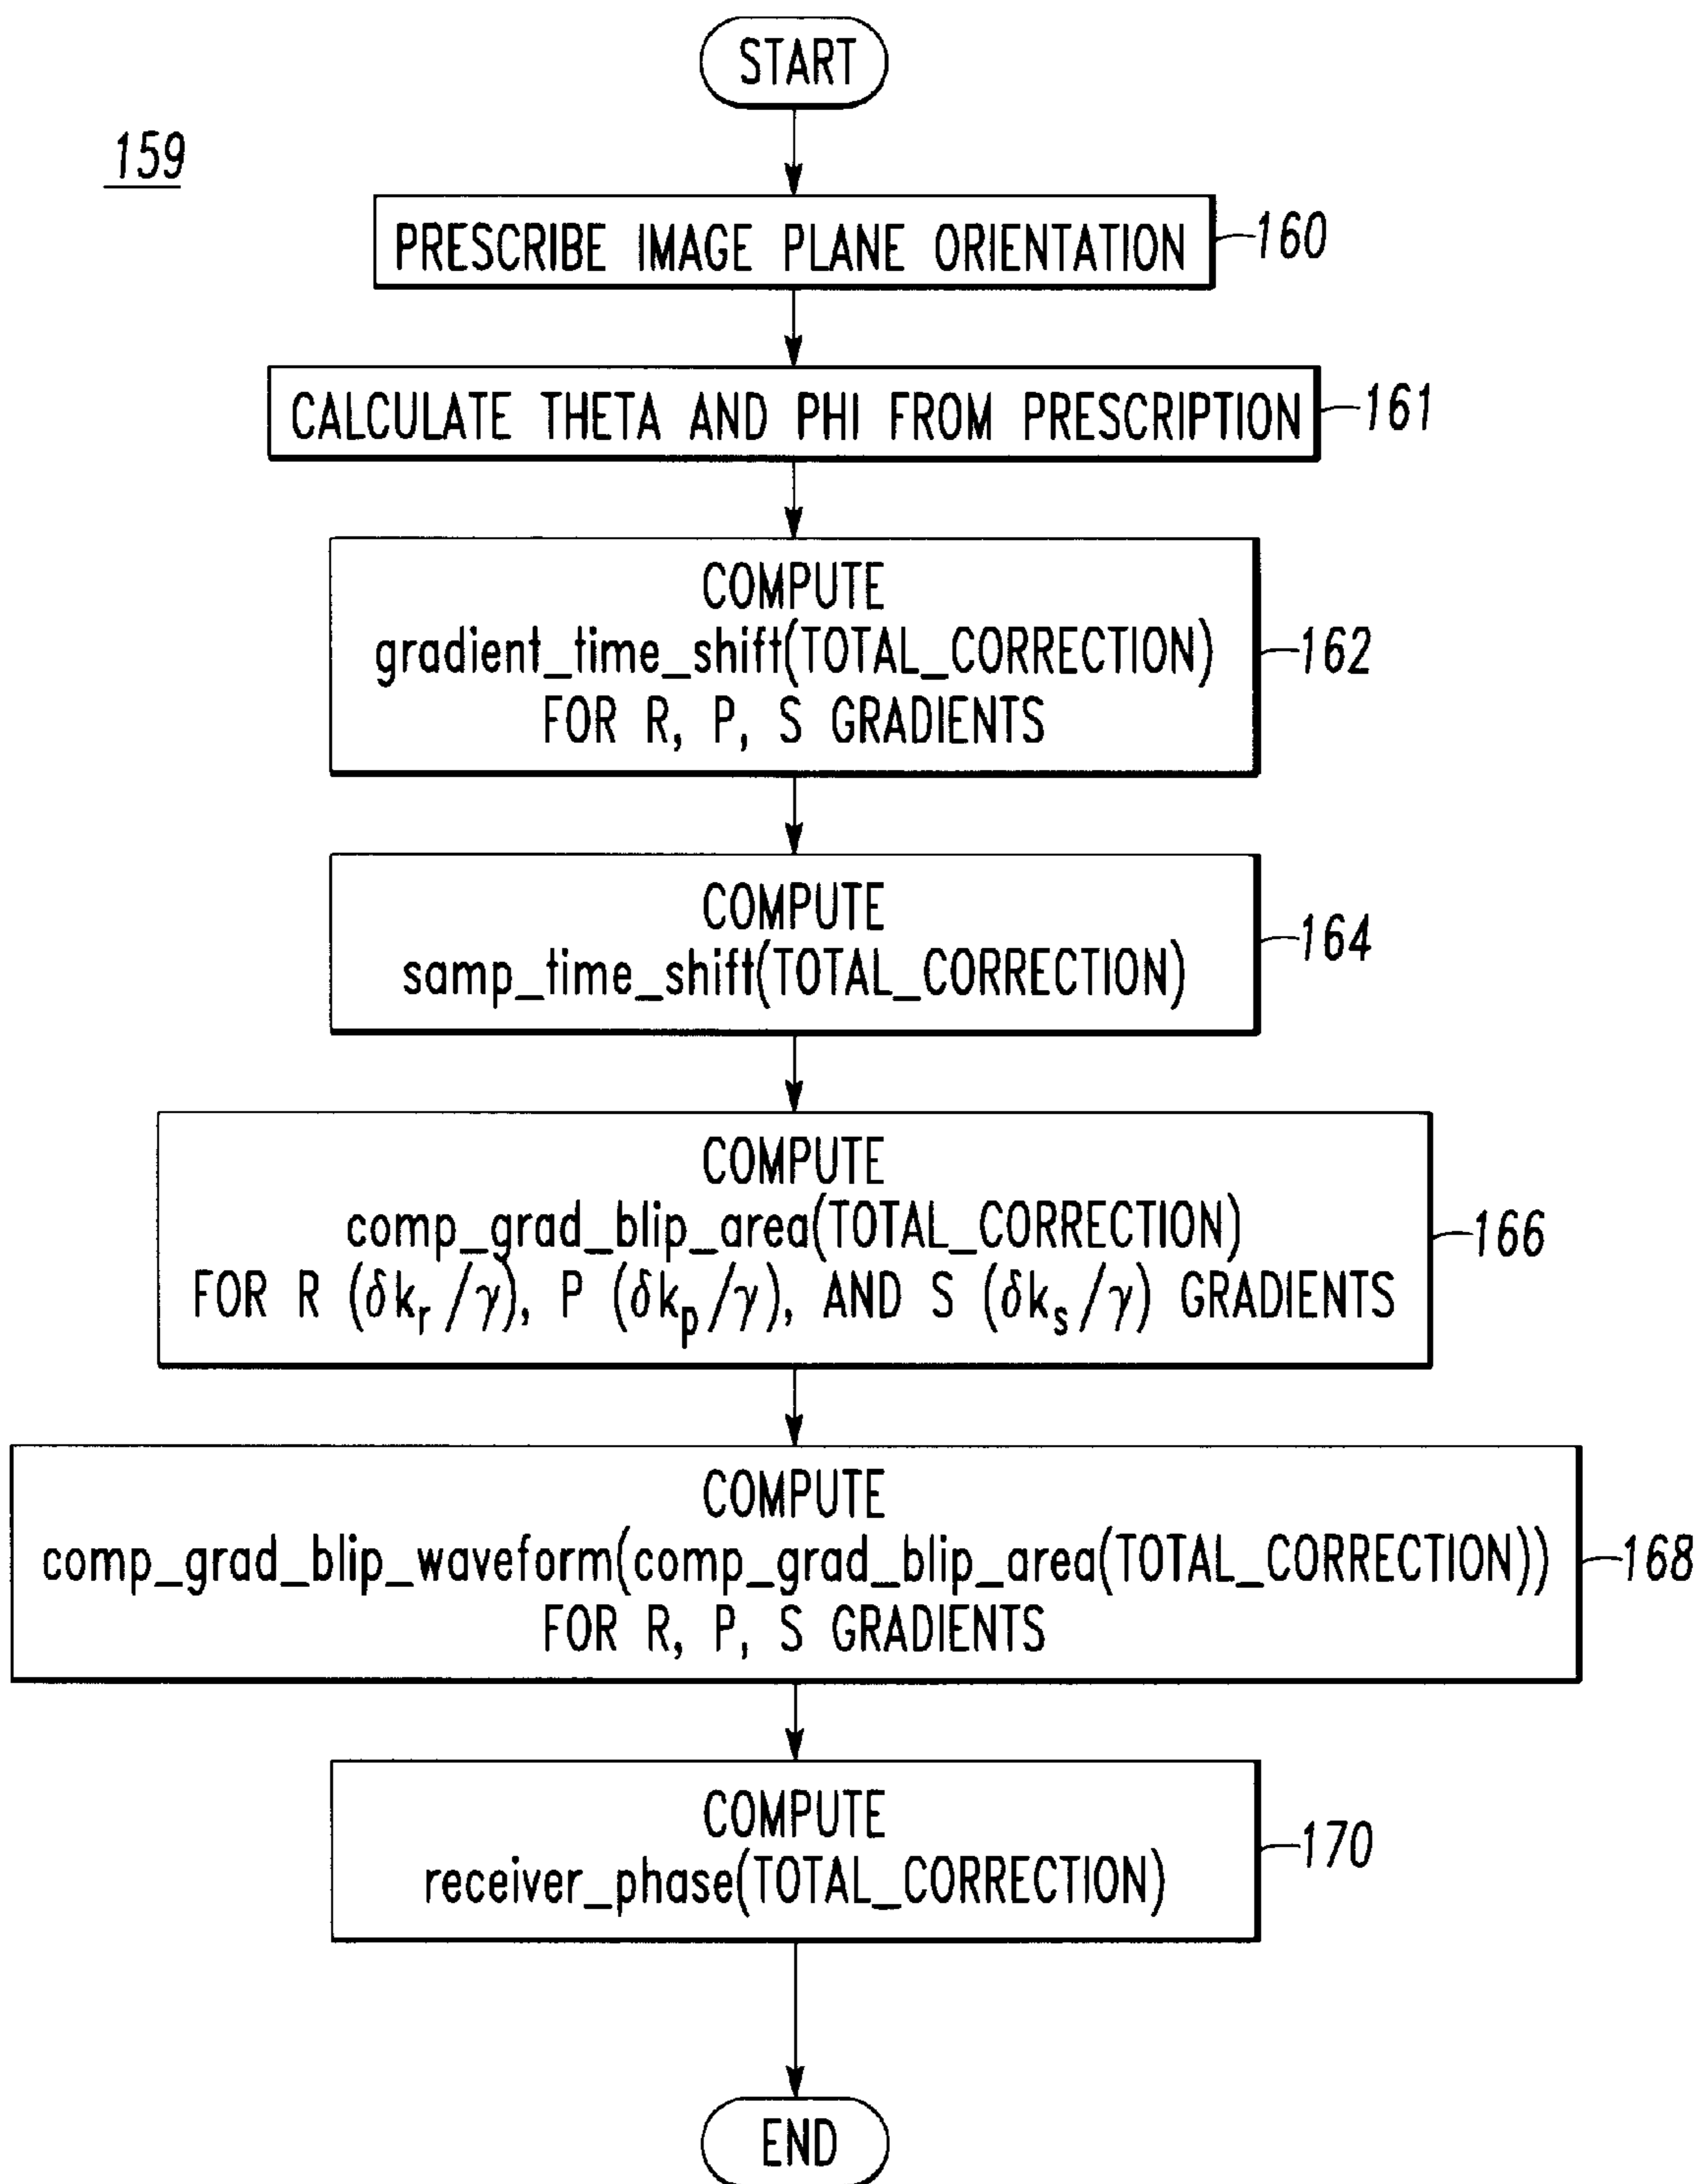 START
159
PRESCRIBE IMAGE PLANE ORIENTATION
160
CALCULATE THETA AND PHI FROM PRESCRIPTION
161
COMPUTE
gradient_time_shift(TOTAL_CORRECTION)
FOR R, P, S GRADIENTS
162
COMPUTE
samp_time_shift(TOTAL_CORRECTION)
164
COMPUTE
comp_grad_blip_area(TOTAL_CORRECTION)
FOR R (δk_r/γ), P (δk_p/γ), AND S (δk_s/γ) GRADIENTS
166
COMPUTE
comp_grad_blip_waveform(comp_grad_blip_area(TOTAL_CORRECTION))
FOR R, P, S GRADIENTS
168
COMPUTE
receiver_phase(TOTAL_CORRECTION)
170
END